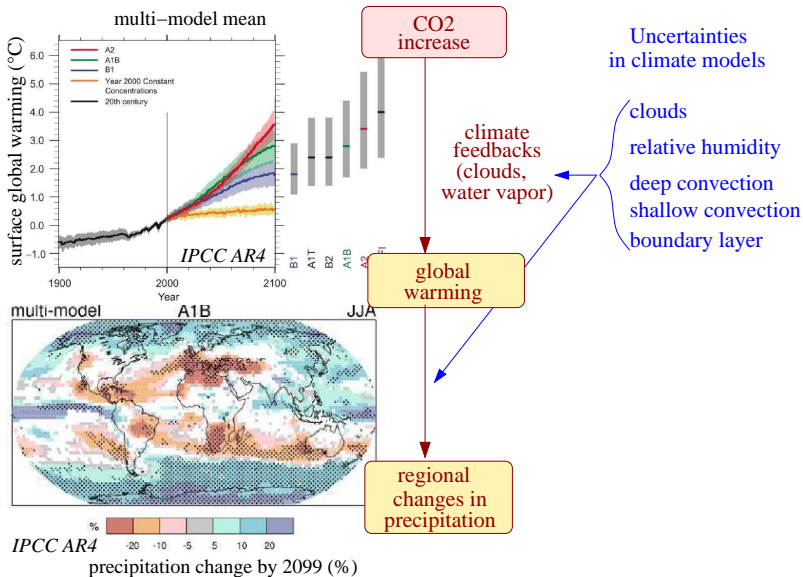 multi-model mean
surface global warming (°C)
6.0
5.0
4.0
3.0
2.0
1.0
0.0
-1.0
A2
A1B
B1
Year 2000 Constant
Concentrations
20th century
IPCC AR4
1900
2000
2100
Year
B1
A1T
B2
A1B
A2
CO2
increase
climate
feedbacks
(clouds,
water vapor)
global
warming
regional
changes in
precipitation
Uncertainties
in climate models
clouds
relative humidity
deep convection
shallow convection
boundary layer
multi-model
A1B
JJA
%
-20
-10
-5
5
10
20
IPCC AR4
precipitation change by 2099 (%)